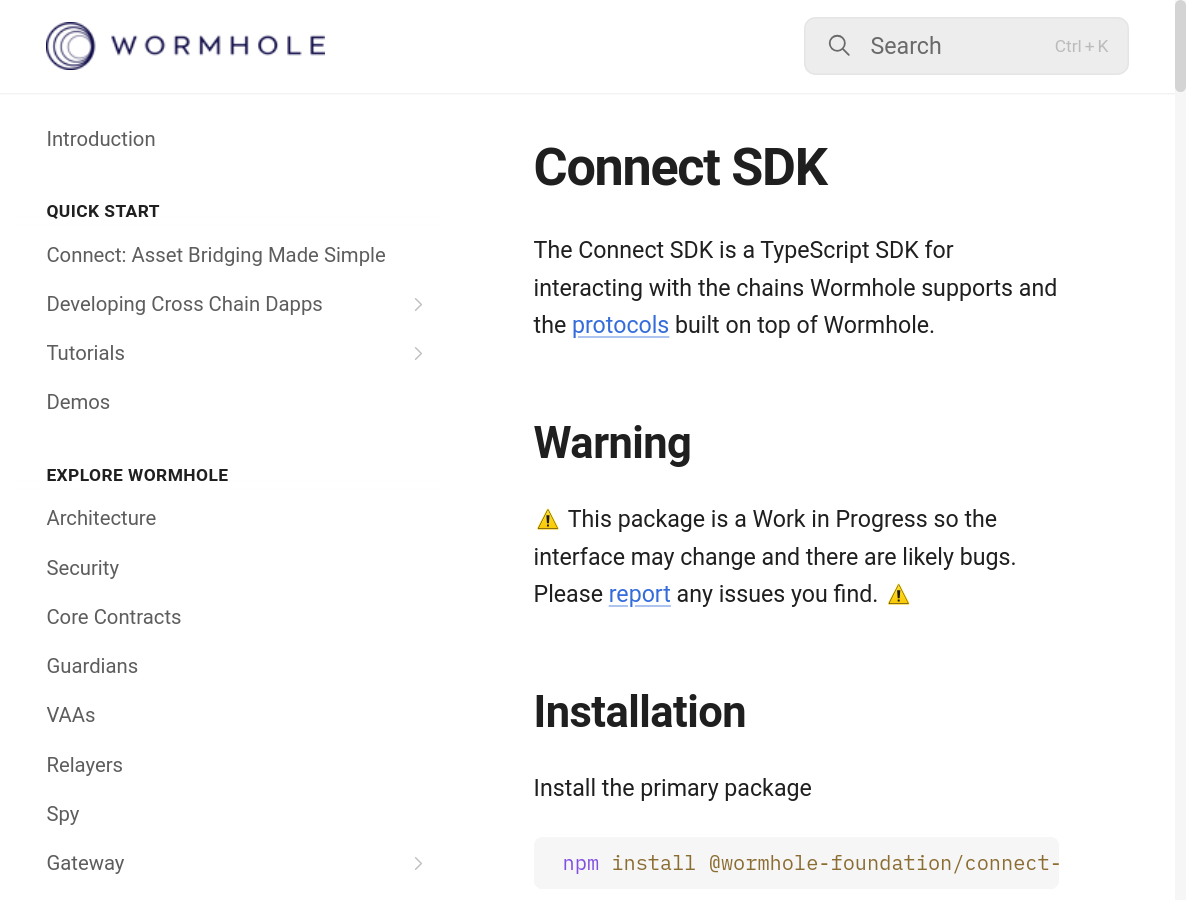 WORMHOLE
Search
Ctrl + K
Introduction
QUICK START
Connect: Asset Bridging Made Simple
Developing Cross Chain Dapps
Tutorials
Demos
EXPLORE WORMHOLE
Architecture
Security
Core Contracts
Guardians
VAAs
Relayers
Spy
Gateway
Connect SDK
The Connect SDK is a TypeScript SDK for
interacting with the chains Wormhole supports and
the protocols built on top of Wormhole.
Warning
⚠️ This package is a Work in Progress so the
interface may change and there are likely bugs.
Please report any issues you find. ⚠️
Installation
Install the primary package
npm install @wormhole-foundation/connect-